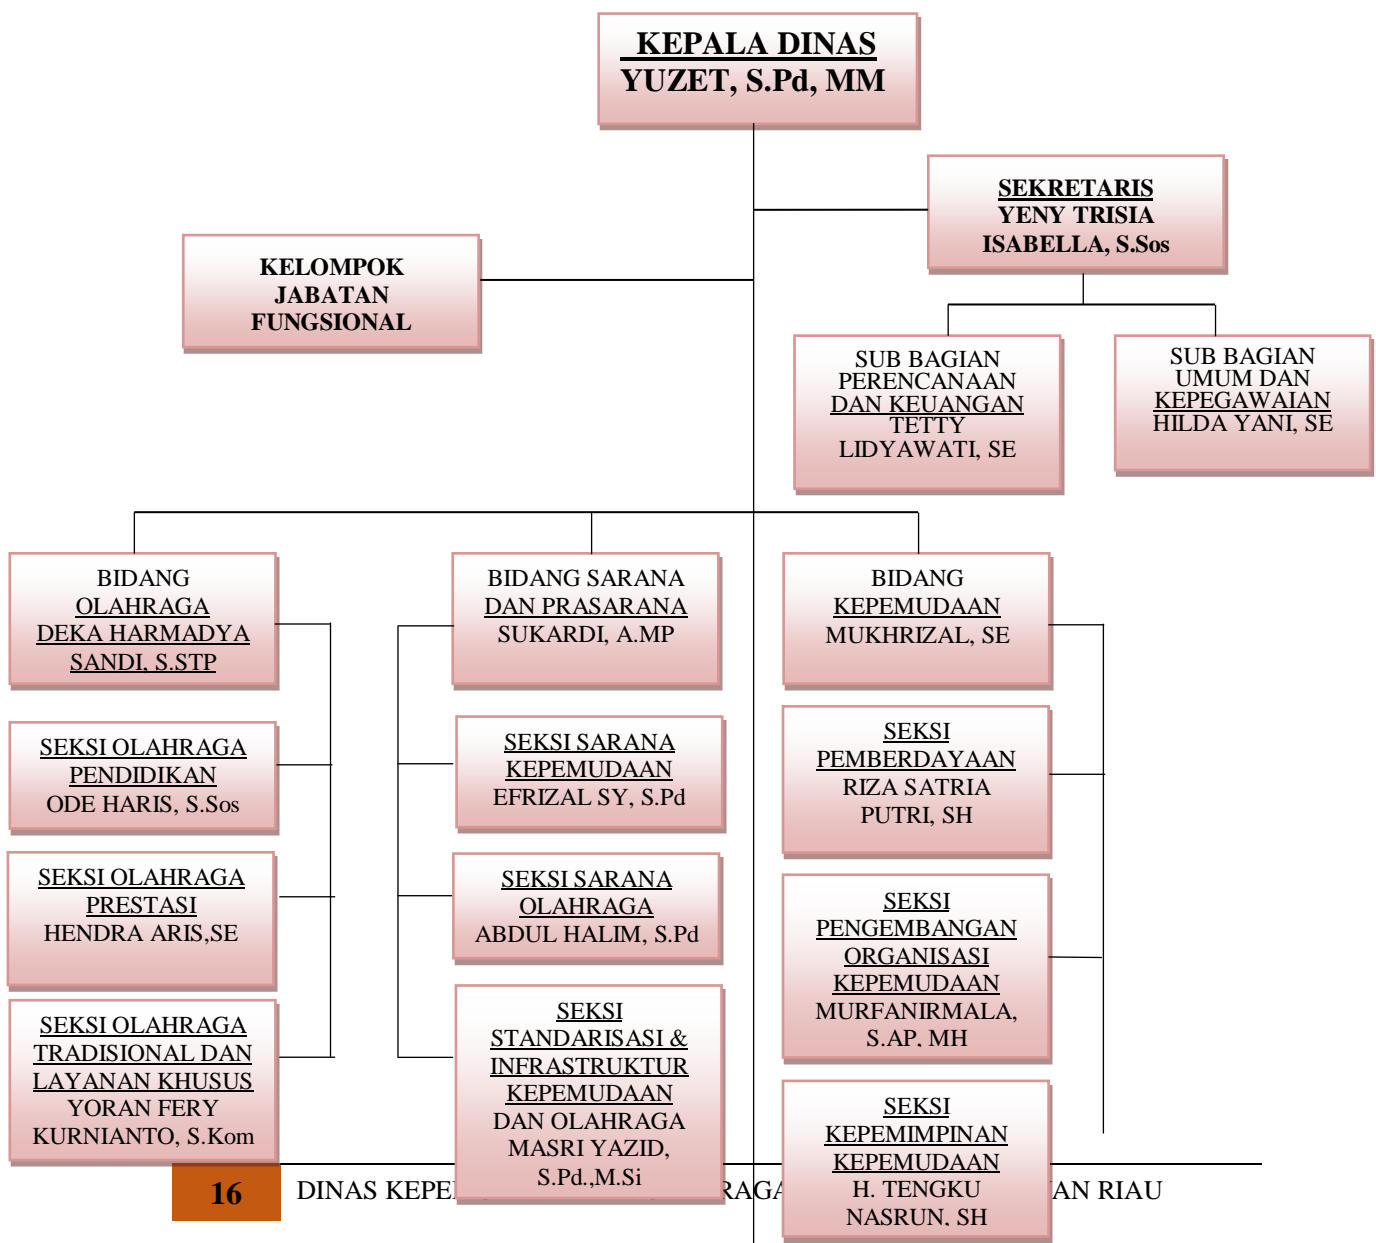 KEPALA DINAS
YUZET, S.Pd, MM
SEKRETARIS
YENY TRISIA
ISABELLA, S.Sos
KELOMPOK
JABATAN
FUNGSIONAL
SUB BAGIAN
PERENCANAAN
DAN KEUANGAN
TETTY
LIDYAWATI, SE
SUB BAGIAN
UMUM DAN
KEPEGAWAIAN
HILDA YANI, SE
BIDANG
OLAHRAGA
DEKA HARMADYA
SANDI, S.STP
SEKSI OLAHRAGA
PENDIDIKAN
ODE HARIS, S.Sos
SEKSI OLAHRAGA
PRESTASI
HENDRA ARIS,SE
SEKSI OLAHRAGA
TRADISIONAL DAN
LAYANAN KHUSUS
YORAN FERY
KURNIANTO, S.Kom
BIDANG SARANA
DAN PRASARANA
SUKARDI, A.MP
SEKSI SARANA
KEPEMUDAAN
EFRIZAL SY, S.Pd
SEKSI SARANA
OLAHRAGA
ABDUL HALIM, S.Pd
SEKSI
STANDARISASI &
INFRASTRUKTUR
KEPEMUDAAN
DAN OLAHRAGA
MASRI YAZID,
S.Pd.,M.Si
BIDANG
KEPEMUDAAN
MUKHRIZAL, SE
SEKSI
PEMBERDAYAAN
RIZA SATRIA
PUTRI, SH
SEKSI
PENGEMBANGAN
ORGANISASI
KEPEMUDAAN
MURFANIRMALA,
S.AP, MH
SEKSI
KEPEMIMPINAN
KEPEMUDAAN
H. TENGKU
NASRUN, SH
16 DINAS RIAU